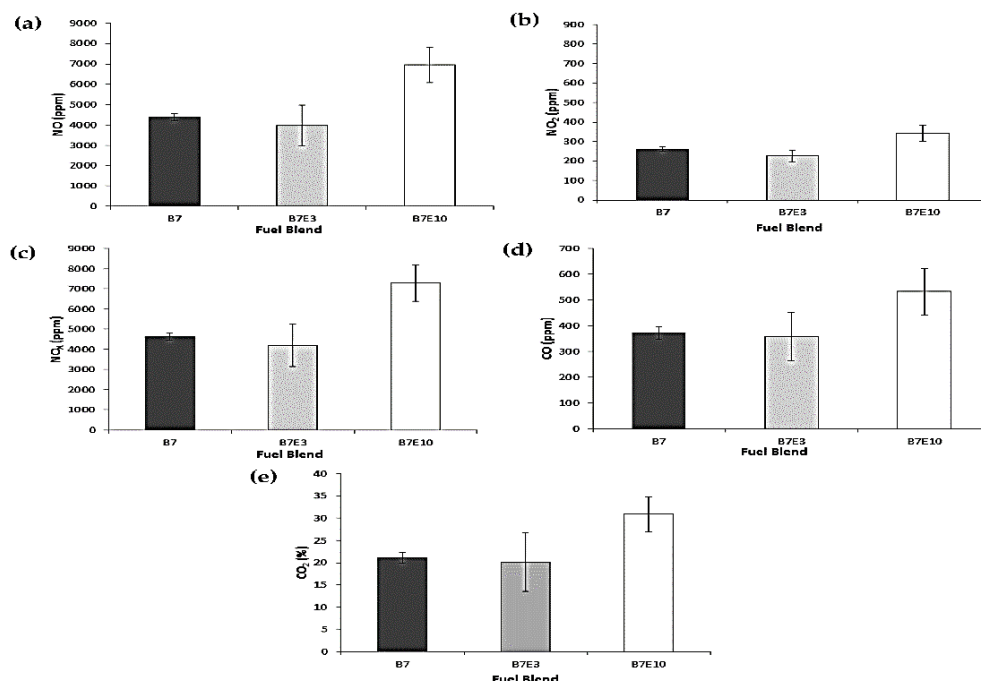 (a)
NO (ppm)
9000
8000
7000
6000
5000
4000
3000
2000
1000
0
B7 B7E3 B7E10
Fuel Blend
(b)
NO2 (ppm)
900
800
700
600
500
400
300
200
100
0
B7 B7E3 B7E10
Fuel Blend
(c)
NOx (ppm)
9000
8000
7000
6000
5000
4000
3000
2000
1000
0
B7 B7E3 B7E10
Fuel Blend
(d)
CO (ppm)
700
600
500
400
300
200
100
0
B7 B7E3 B7E10
Fuel Blend
(e)
CO2 (%)
40
35
30
25
20
15
10
5
0
B7 B7E3 B7E10
Fuel Blend